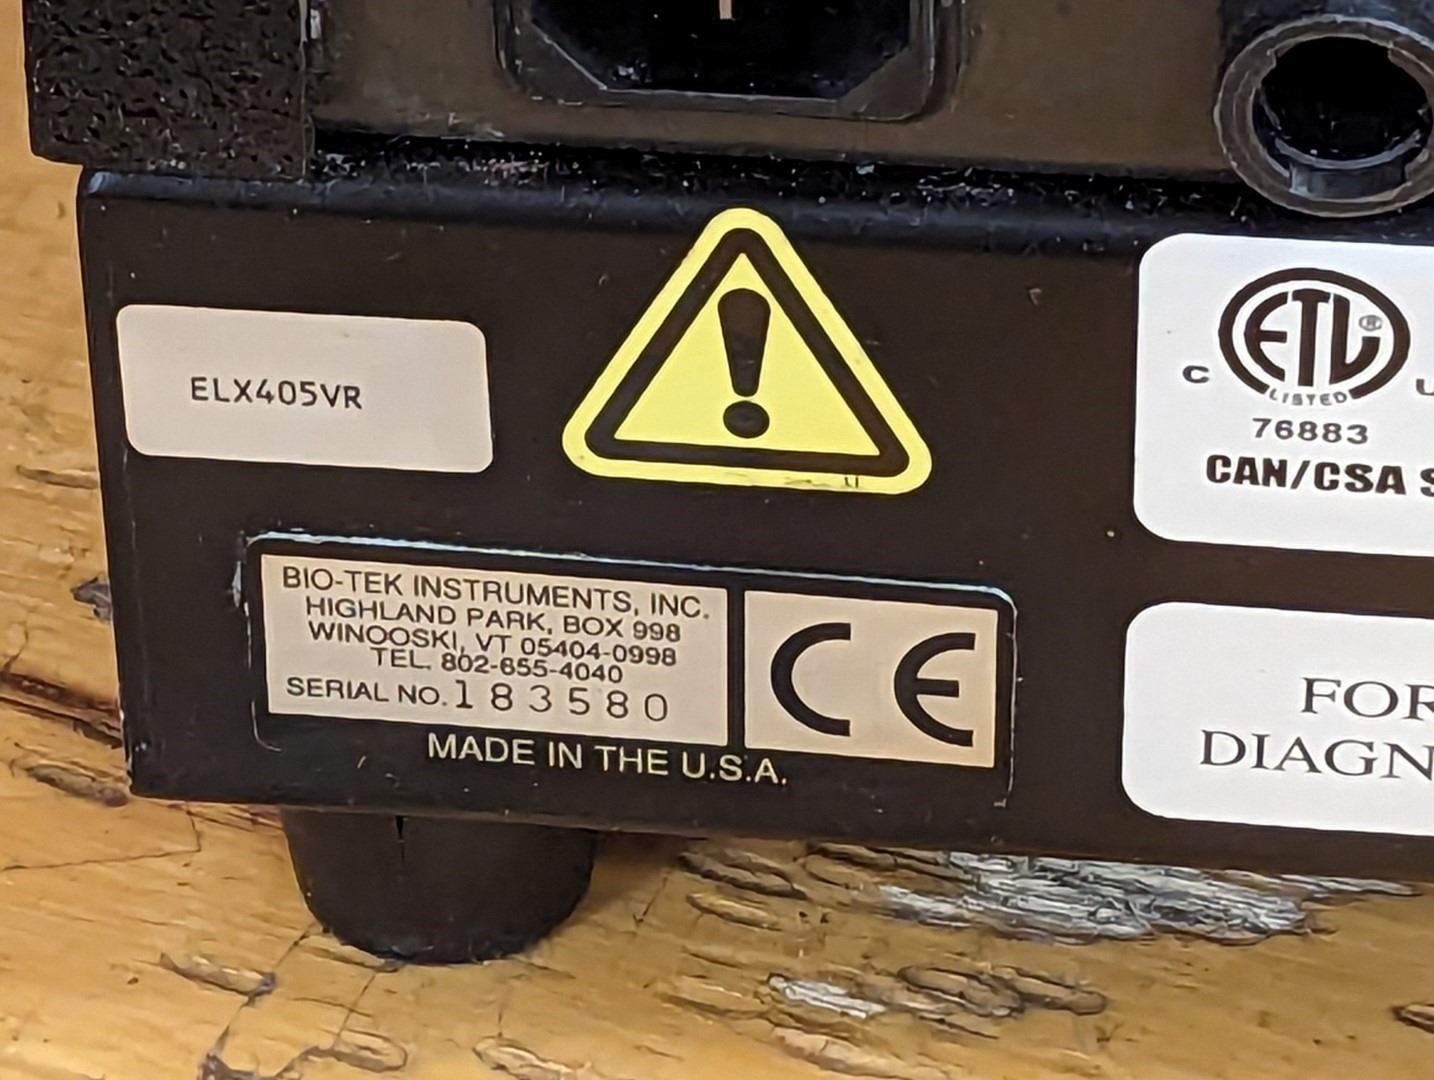 ELX405VR
ETL®
LISTED
C
76883
CAN/CSA
BIO-TEK INSTRUMENTS, INC.
HIGHLAND PARK, BOX 998
WINOOSKI, VT 05404-0998
TEL. 802-655-4040
SERIAL NO. 183580
CE
MADE IN THE U.S.A.
FOR
DIAGN